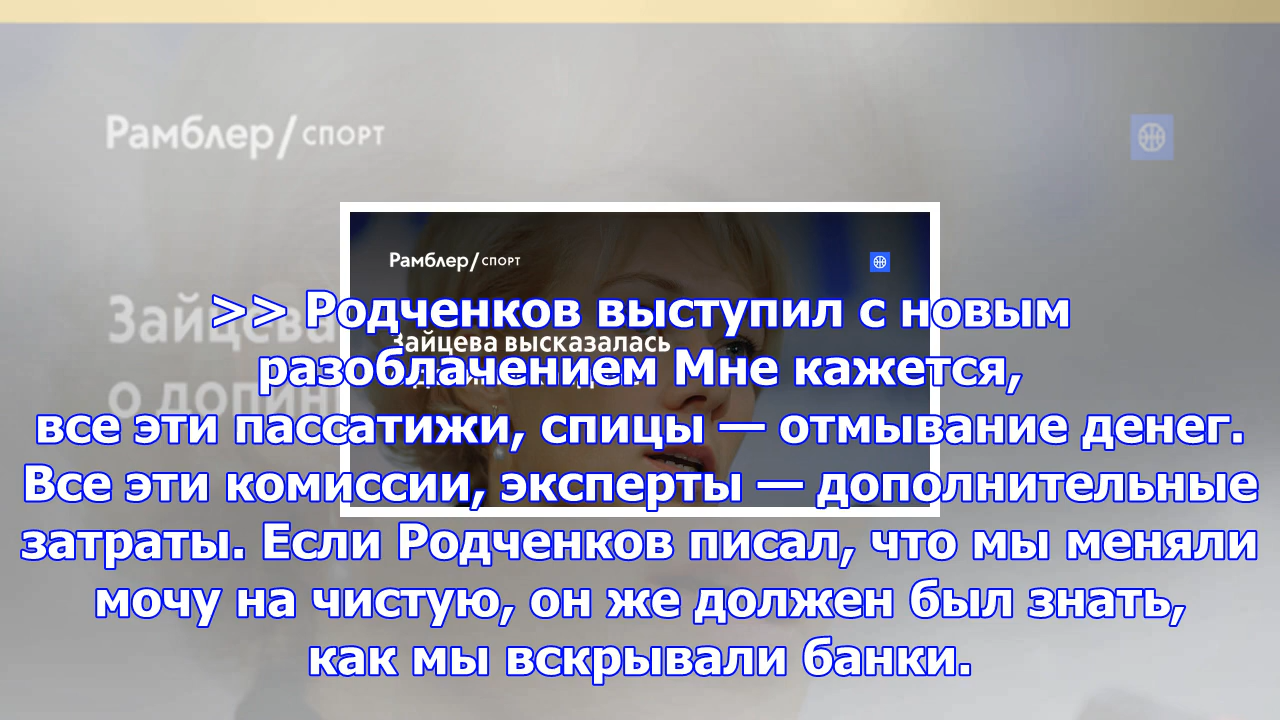 Рамблер/СПОРТ
Рамблер/СПОРТ
Зайцева
о допинг
Зайцева высказалась
>> Родченков выступил с новым
разоблачением Мне кажется,
все эти пассатижи, спицы — отмывание денег.
Все эти комиссии, эксперты — дополнительные
затраты. Если Родченков писал, что мы меняли
мочу на чистую, он же должен был знать,
как мы вскрывали банки.